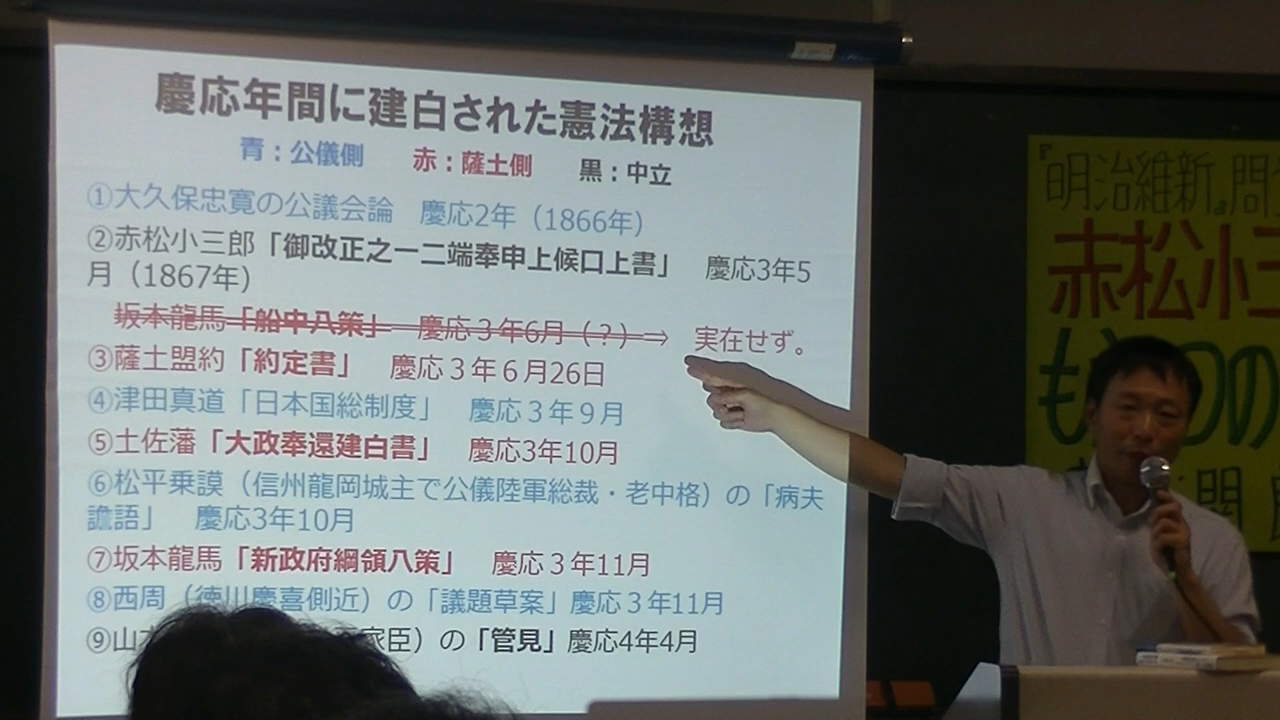 慶応年間に建白された憲法構想
青：公儀側　赤：薩土側　黒：中立
①大久保忠寛の公議会論　慶応2年（1866年）
②赤松小三郎「御改正之一二端奉申上候口上書」　慶応3年5
月（1867年）
坂本龍馬「船中八策」　慶応３年6月（？）⇒　実在せず。
③薩土盟約「約定書」　慶応３年６月26日
④津田真道「日本国総制度」　慶応３年９月
⑤土佐藩「大政奉還建白書」　慶応3年10月
⑥松平乗謨（信州龍岡城主で公儀陸軍総裁・老中格）の「病夫
譫語」　慶応3年10月
⑦坂本龍馬「新政府綱領八策」　慶応３年11月
⑧西周（徳川慶喜側近）の「議題草案」慶応３年11月
⑨山 家臣）の「管見」慶応4年4月
『明治維新 問
赤松小三
もつの
関